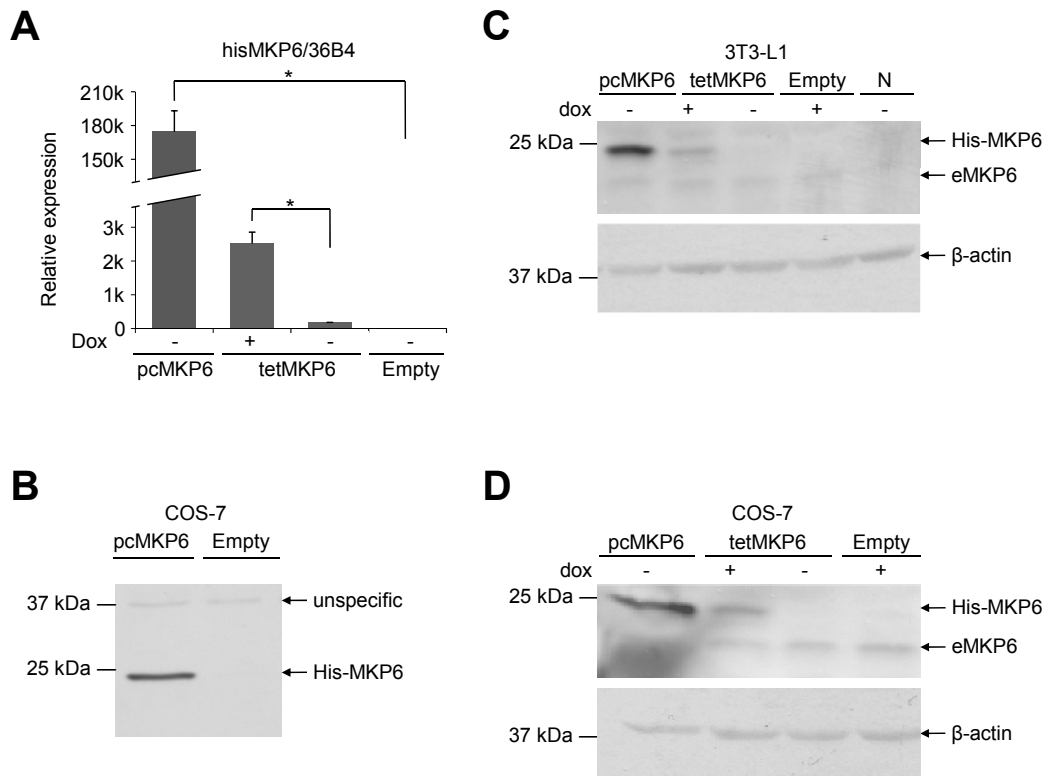 A
hisMKP6/36B4
*
210k
180k
150k
3k
*
2k
1k
0
Relative expression
Dox - + - -
pcMKP6 tetMKP6 Empty
B
COS-7
pcMKP6 Empty
37 kDa unspecific
25 kDa His-MKP6
C
3T3-L1
pcMKP6 tetMKP6 Empty N
dox - + - + -
25 kDa His-MKP6
eMKP6
β-actin
37 kDa
D
COS-7
pcMKP6 tetMKP6 Empty
dox - + - +
25 kDa His-MKP6
eMKP6
37 kDa β-actin